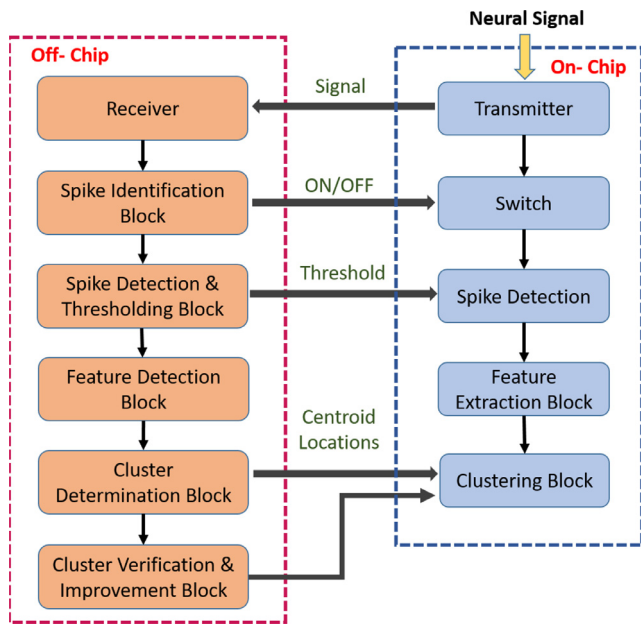 Neural Signal
Off- Chip
On- Chip
Receiver
Signal
Transmitter
Spike Identification
Block
ON/OFF
Switch
Spike Detection &
Thresholding Block
Threshold
Spike Detection
Feature Detection
Block
Feature
Extraction Block
Centroid
Locations
Cluster
Determination Block
Clustering Block
Cluster Verification &
Improvement Block